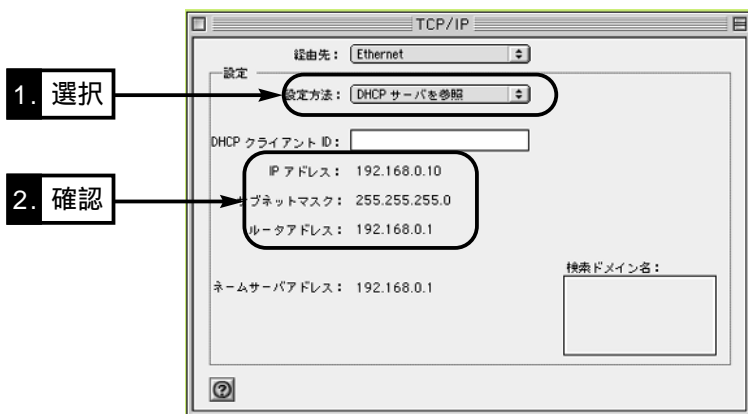 TCP/IP
経由先： Ethernet
設定
1. 選択
設定方法： DHCP サーバを参照
DHCP クライアント ID：
IP アドレス： 192.168.0.10
2. 確認
ブネットマスク： 255.255.255.0
ルータアドレス： 192.168.0.1
検索ドメイン名：
ネームサーバアドレス： 192.168.0.1
?